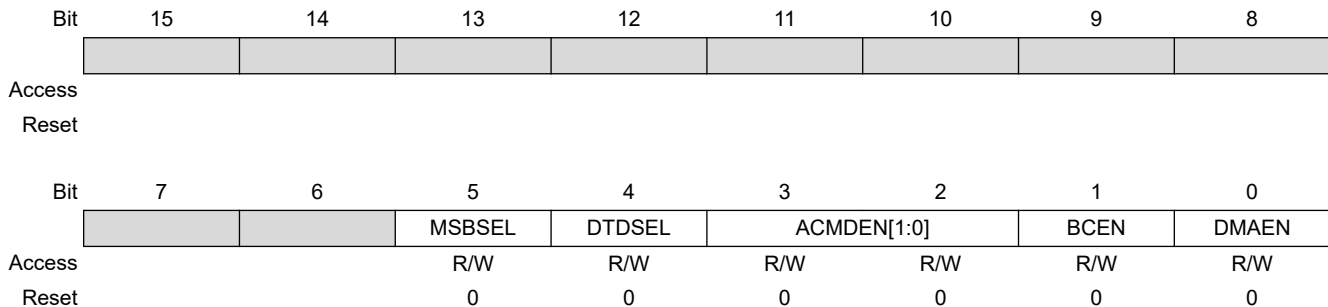 Bit 15 14 13 12 11 10 9 8
Access
Reset
Bit 7 6 5 4 3 2 1 0
MSBSEL DTDSEL ACMDEN[1:0] BCEN DMAEN
Access R/W R/W R/W R/W R/W R/W
Reset 0 0 0 0 0 0